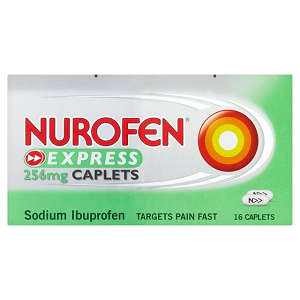 NUROFEN®
EXPRESS
256mg CAPLETS
Sodium Ibuprofen TARGETS PAIN FAST 16 CAPLETS
N>>